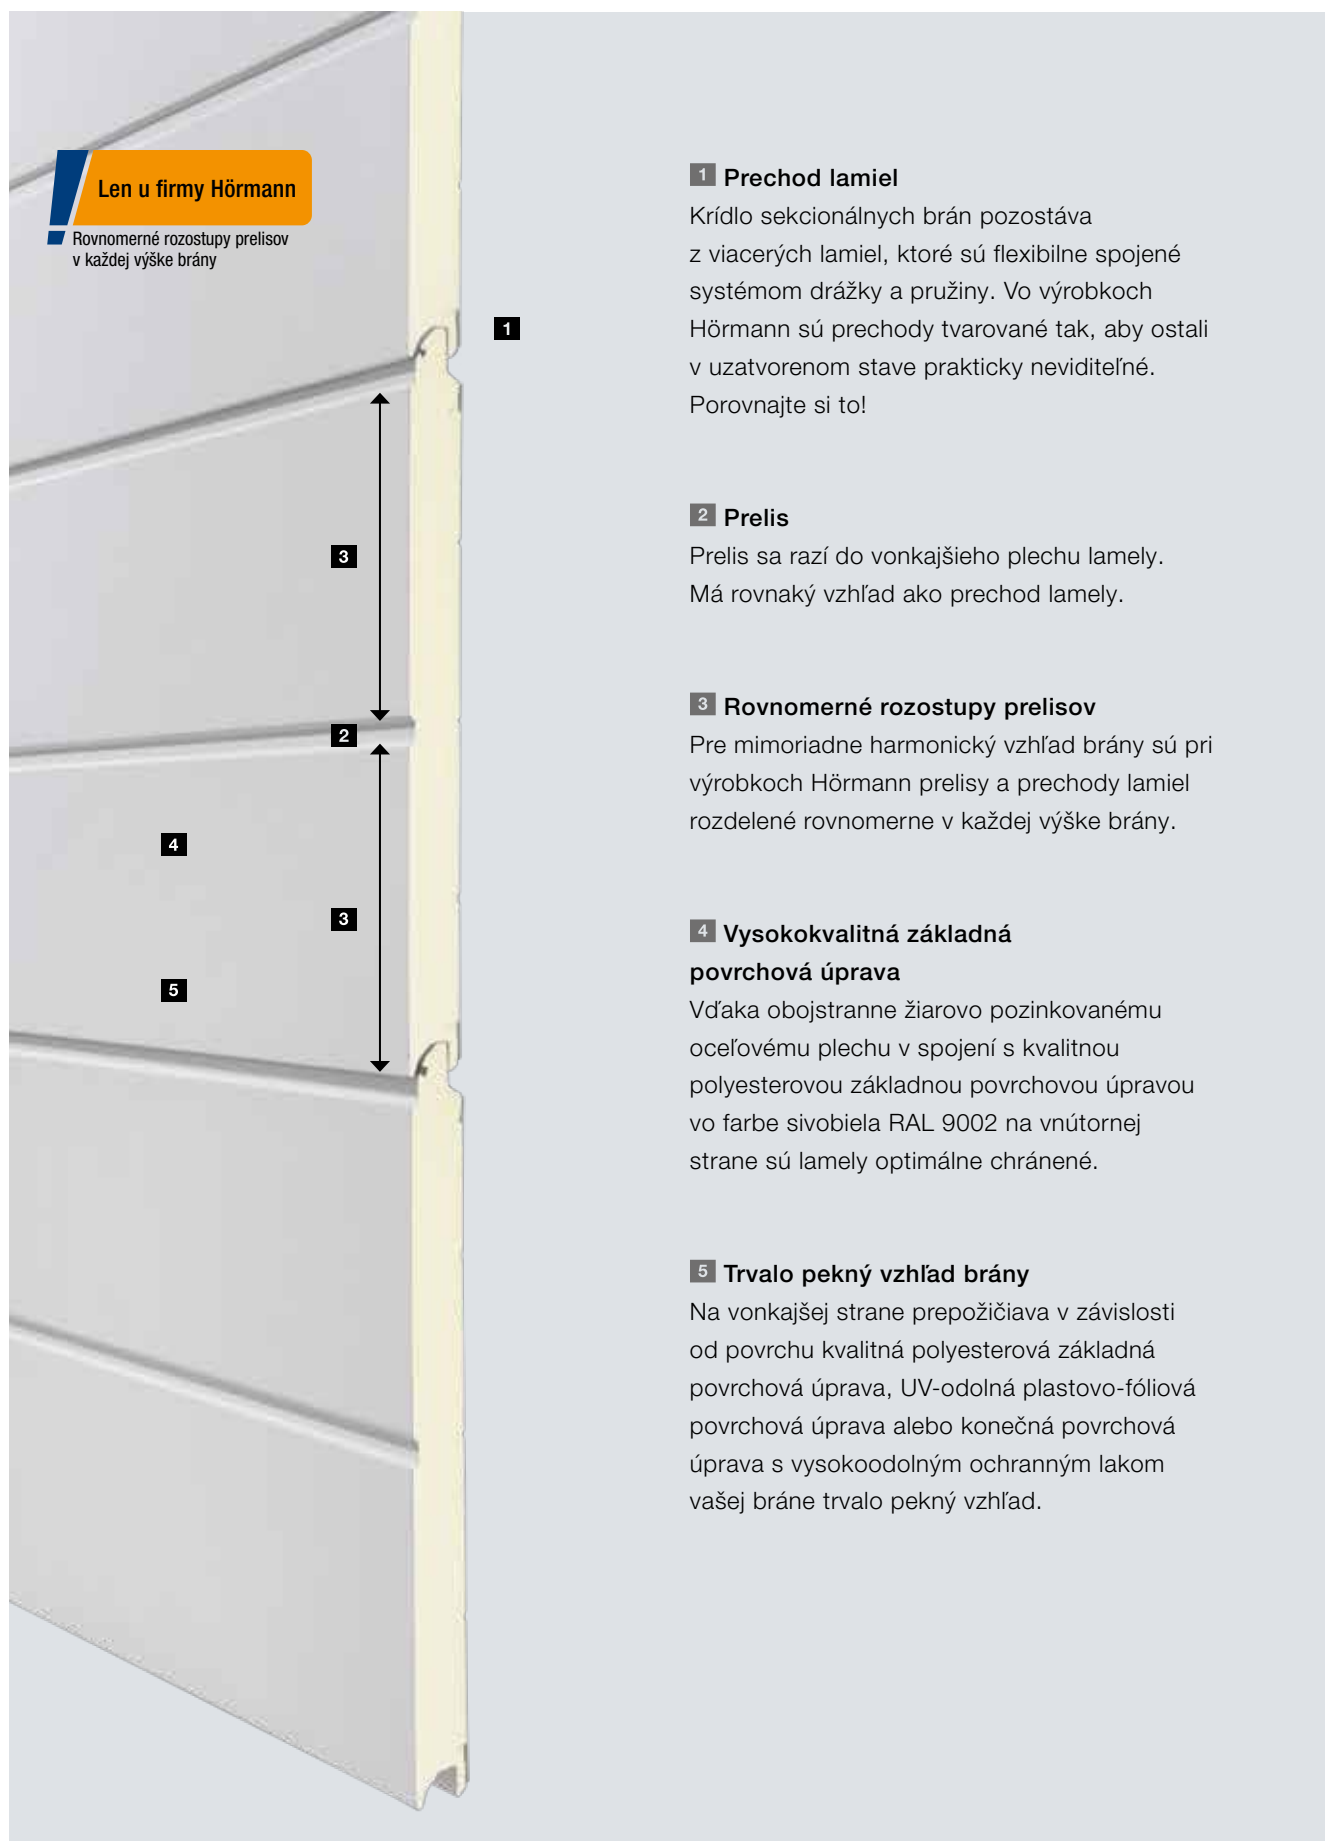 Len u firmy Hörmann
Rovnomerné rozostupy prelisov
v každej výške brány
1
3
2
4
3
5
1 Prechod lamiel
Krídlo sekcionálnych brán pozostáva
z viacerých lamiel, ktoré sú flexibilne spojené
systémom drážky a pružiny. Vo výrobkoch
Hörmann sú prechody tvarované tak, aby ostali
v uzatvorenom stave prakticky neviditeľné.
Porovnajte si to!
2 Prelis
Prelis sa razí do vonkajšieho plechu lamely.
Má rovnaký vzhľad ako prechod lamely.
3 Rovnomerné rozostupy prelisov
Pre mimoriadne harmonický vzhľad brány sú pri
výrobkoch Hörmann prelisy a prechody lamiel
rozdelené rovnomerne v každej výške brány.
4 Vysokokvalitná základná
povrchová úprava
Vďaka obojstranne žiarovo pozinkovanému
oceľovému plechu v spojení s kvalitnou
polyesterovou základnou povrchovou úpravou
vo farbe sivobiela RAL 9002 na vnútornej
strane sú lamely optimálne chránené.
5 Trvalo pekný vzhľad brány
Na vonkajšej strane prepožičiava v závislosti
od povrchu kvalitná polyesterová základná
povrchová úprava, UV-odolná plastovo-fóliová
povrchová úprava alebo konečná povrchová
úprava s vysokoodolným ochranným lakom
vašej bráne trvalo pekný vzhľad.